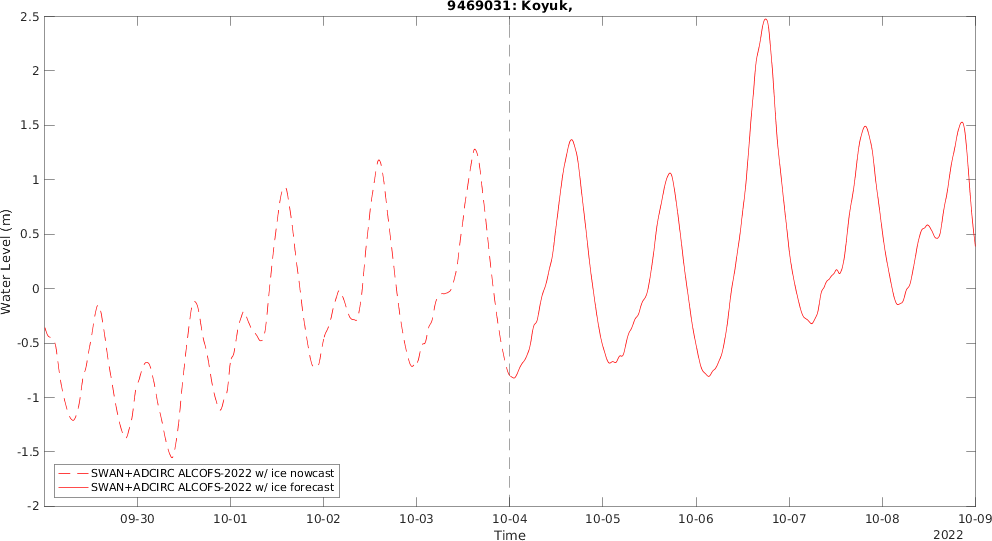 9469031: Koyuk,
2.5
2
1.5
1
0.5
0
-0.5
-1
-1.5
-2
Water Level (m)
SWAN+ADCIRC ALCOFS-2022 w/ ice nowcast
SWAN+ADCIRC ALCOFS-2022 w/ ice forecast
09-30 10-01 10-02 10-03 10-04 10-05 10-06 10-07 10-08 10-09
Time
2022